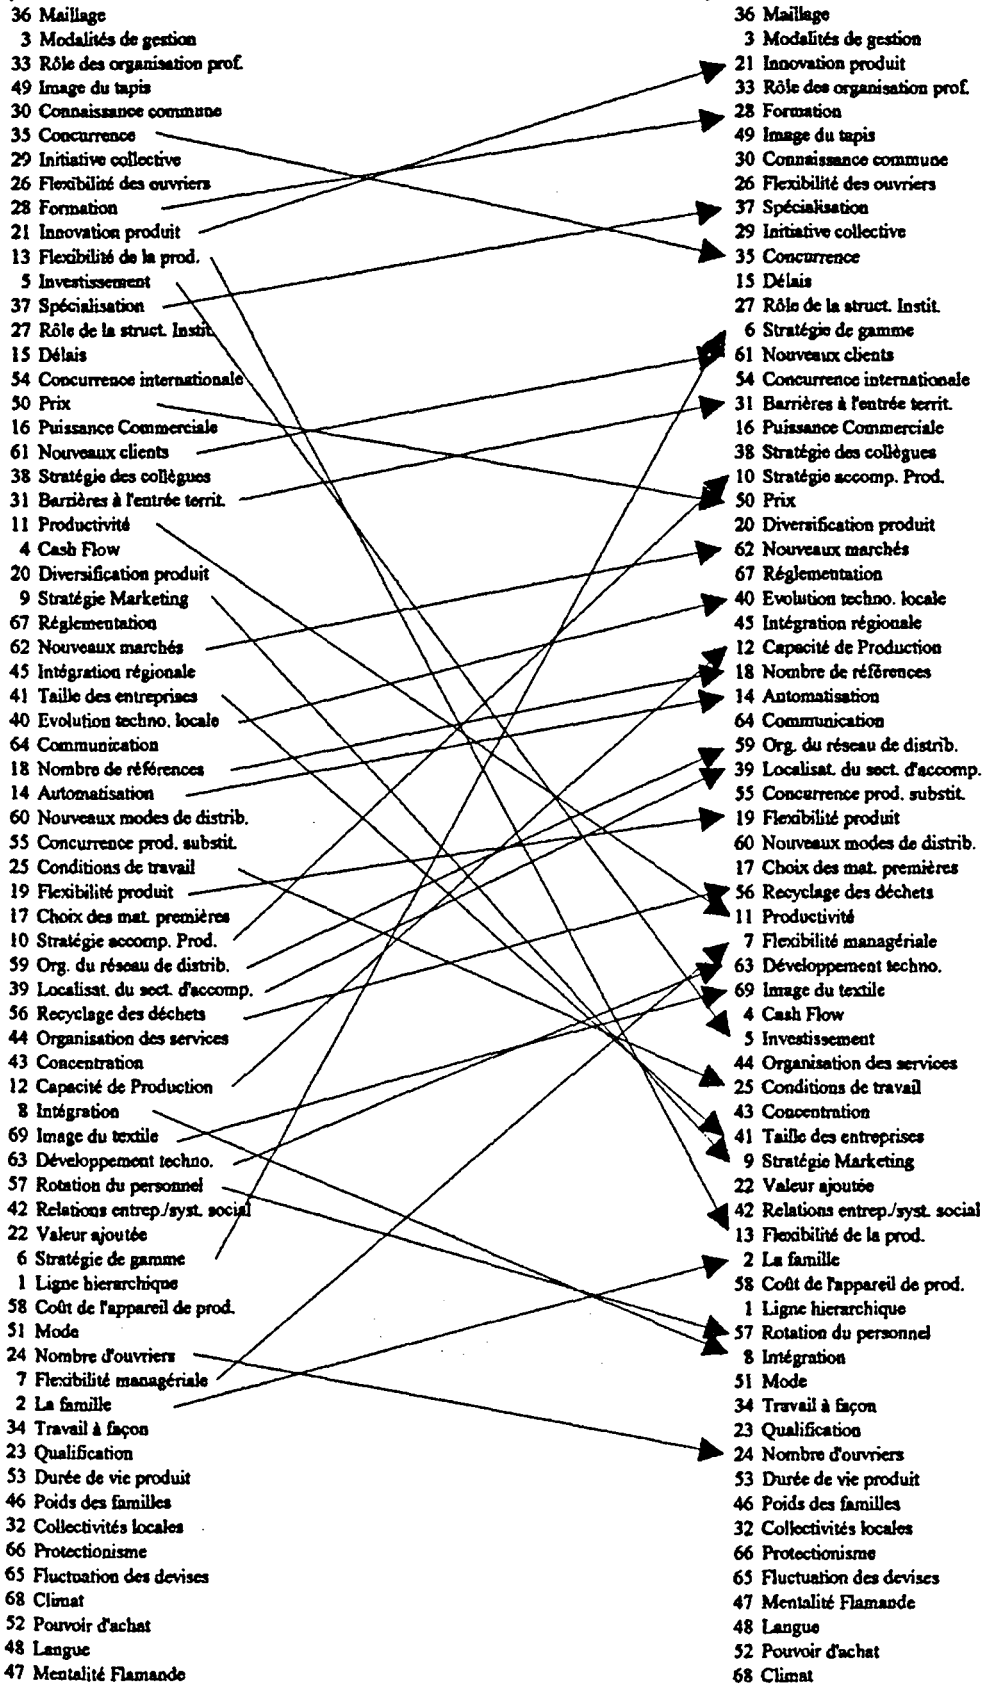 36 Maillage
3 Modalités de gestion
33 Rôle des organisation prof.
49 Image du tapis
30 Connaissance commune
35 Concurrence
29 Initiative collective
26 Flexibilité des ouvriers
28 Formation
21 Innovation produit
13 Flexibilité de la prod.
5 Investissement
37 Spécialisation
27 Rôle de la struct. Instit.
15 Délais
54 Concurrence internationale
50 Prix
16 Puissance Commerciale
61 Nouveaux clients
38 Stratégie des collègues
31 Barrières à l'entrée territ.
11 Productivité
4 Cash Flow
20 Diversification produit
9 Stratégie Marketing
67 Réglementation
62 Nouveaux marchés
45 Intégration régionale
41 Taille des entreprises
40 Evolution techno. locale
64 Communication
18 Nombre de références
14 Automatisation
60 Nouveaux modes de distrib.
55 Concurrence prod. substit.
25 Conditions de travail
19 Flexibilité produit
17 Choix des mat. premières
10 Stratégie accomp. Prod.
59 Org. du réseau de distrib.
39 Localisat. du sect. d'accomp.
56 Recyclage des déchets
44 Organisation des services
43 Concentration
12 Capacité de Production
8 Intégration
69 Image du textile
63 Développement techno.
57 Rotation du personnel
42 Relations entrep./syst. social
22 Valeur ajoutée
6 Stratégie de gamme
1 Ligne hierarchique
58 Coût de l'appareil de prod.
51 Mode
24 Nombre d'ouvriers
7 Flexibilité managériale
2 La famille
34 Travail à façon
23 Qualification
53 Durée de vie produit
46 Poids des familles
32 Collectivités locales
66 Protectionisme
65 Fluctuation des devises
68 Climat
52 Pouvoir d'achat
48 Langue
47 Mentalité Flamande
36 Maillage
3 Modalités de gestion
21 Innovation produit
33 Rôle des organisation prof.
28 Formation
49 Image du tapis
30 Connaissance commune
26 Flexibilité des ouvriers
37 Spécialisation
29 Initiative collective
35 Concurrence
15 Délais
27 Rôle de la struct. Instit.
6 Stratégie de gamme
61 Nouveaux clients
54 Concurrence internationale
31 Barrières à l'entrée territ.
16 Puissance Commerciale
38 Stratégie des collègues
10 Stratégie accomp. Prod.
50 Prix
20 Diversification produit
62 Nouveaux marchés
67 Réglementation
40 Evolution techno. locale
45 Intégration régionale
12 Capacité de Production
18 Nombre de références
14 Automatisation
64 Communication
59 Org. du réseau de distrib.
39 Localisat. du sect. d'accomp.
55 Concurrence prod. substit.
19 Flexibilité produit
60 Nouveaux modes de distrib.
17 Choix des mat. premières
56 Recyclage des déchets
11 Productivité
7 Flexibilité managériale
63 Développement techno.
69 Image du textile
4 Cash Flow
5 Investissement
44 Organisation des services
25 Conditions de travail
43 Concentration
41 Taille des entreprises
9 Stratégie Marketing
22 Valeur ajoutée
42 Relations entrep./syst. social
13 Flexibilité de la prod.
2 La famille
58 Coût de l'appareil de prod.
1 Ligne hierarchique
57 Rotation du personnel
8 Intégration
51 Mode
34 Travail à façon
23 Qualification
24 Nombre d'ouvriers
53 Durée de vie produit
46 Poids des familles
32 Collectivités locales
66 Protectionisme
65 Fluctuation des devises
47 Mentalité Flamande
48 Langue
52 Pouvoir d'achat
68 Climat